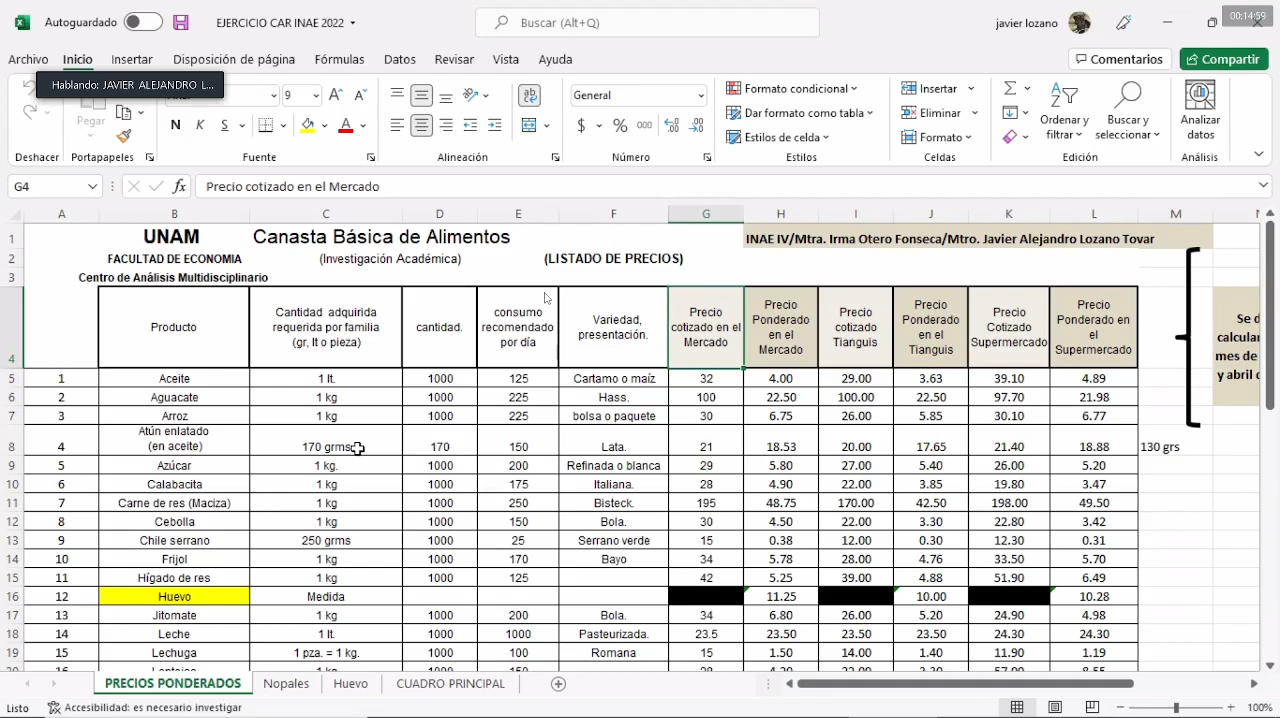 Autoguardado
EJERCICIO CAR INAE 2022
Buscar (Alt+Q)
javier lozano
00:14:59
Archivo Inicio Insertar Disposición de página Fórmulas Datos Revisar Vista Ayuda
Comentarios Compartir
Hablando: JAVIER ALEJANDRO L...
Pegar
9
N K S
General
$ % 000
Formato condicional
Dar formato como tabla
Estilos de celda
Insertar
Eliminar
Formato
Ordenar y filtrar
Buscar y seleccionar
Analizar datos
Deshacer Portapapeles Fuente Alineación Número Estilos Celdas Edición Análisis
G4 fx Precio cotizado en el Mercado
A B C D E F G H I J K L M
1 UNAM Canasta Básica de Alimentos INAE IV/Mtra. Irma Otero Fonseca/Mtro. Javier Alejandro Lozano Tovar
2 FACULTAD DE ECONOMIA (Investigación Académica) (LISTADO DE PRECIOS)
3 Centro de Análisis Multidisciplinario
4 Producto Cantidad adquirida requerida por familia (gr, lt o pieza) cantidad. consumo recomendado por día Variedad, presentación. Precio cotizado en el Mercado Precio Ponderado en el Mercado Precio cotizado Tianguis Precio Ponderado en el Tianguis Precio Cotizado Supermercado Precio Ponderado en el Supermercado
Se d
calcular
mes de
y abril c
5 1 Aceite 1 lt. 1000 125 Cartamo o maíz 32 4.00 29.00 3.63 39.10 4.89
6 2 Aguacate 1 kg 1000 225 Hass. 100 22.50 100.00 22.50 97.70 21.98
7 3 Arroz 1 kg 1000 225 bolsa o paquete 30 6.75 26.00 5.85 30.10 6.77
8 4 Atún enlatado (en aceite) 170 grms 170 150 Lata. 21 18.53 20.00 17.65 21.40 18.88 130 grs
9 5 Azúcar 1 kg. 1000 200 Refinada o blanca 29 5.80 27.00 5.40 26.00 5.20
10 6 Calabacita 1 kg 1000 175 Italiana. 28 4.90 22.00 3.85 19.80 3.47
11 7 Carne de res (Maciza) 1 kg 1000 250 Bisteck. 195 48.75 170.00 42.50 198.00 49.50
12 8 Cebolla 1 kg 1000 150 Bola. 30 4.50 22.00 3.30 22.80 3.42
13 9 Chile serrano 250 grms 1000 25 Serrano verde 15 0.38 12.00 0.30 12.30 0.31
14 10 Frijol 1 kg 1000 170 Bayo 34 5.78 28.00 4.76 33.50 5.70
15 11 Hígado de res 1 kg 1000 125 42 5.25 39.00 4.88 51.90 6.49
16 12 Huevo Medida 11.25 10.00 10.28
17 13 Jitomate 1 kg 1000 200 Bola. 34 6.80 26.00 5.20 24.90 4.98
18 14 Leche 1 lt. 1000 1000 Pasteurizada. 23.5 23.50 23.50 23.50 24.30 24.30
19 15 Lechuga 1 pza. = 1 kg. 1000 100 Romana 15 1.50 14.00 1.40 11.90 1.19
PRECIOS PONDERADOS Nopales Huevo CUADRO PRINCIPAL
Listo Accesibilidad: es necesario investigar 100%